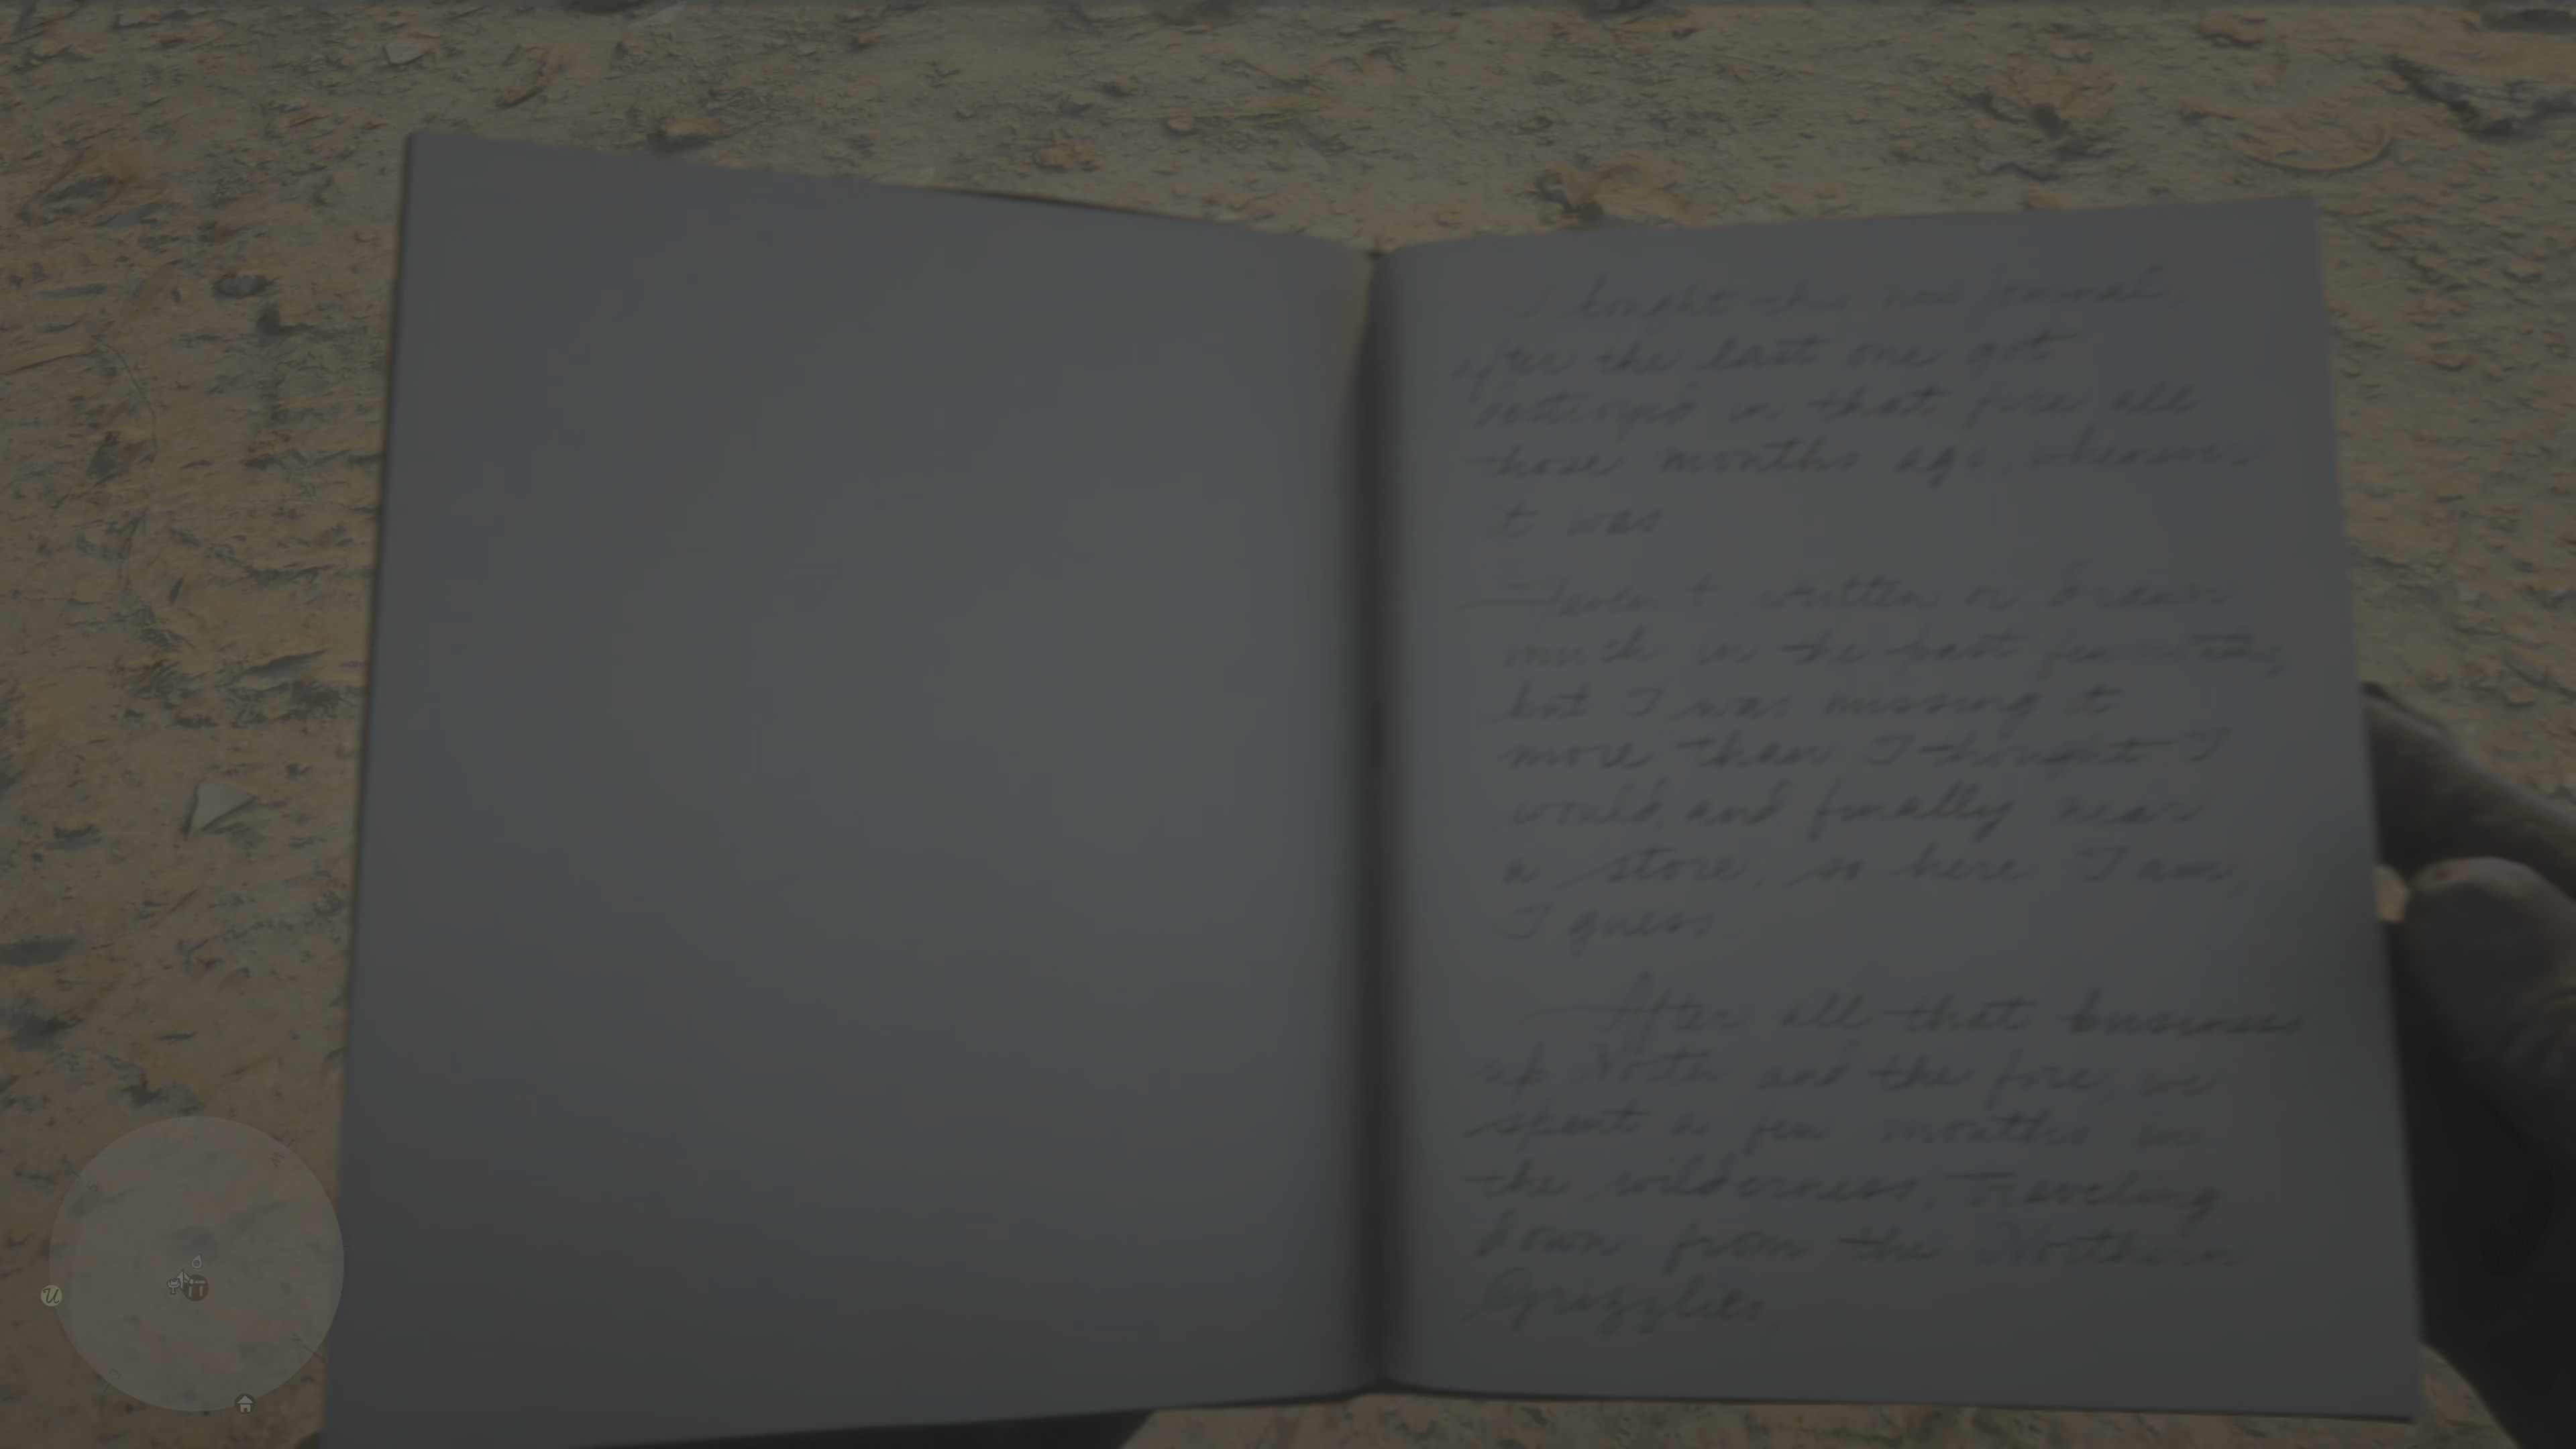 I bought this new journal,
after the last one got
destroyed in that fire all
those months ago, whenever
it was
Haven't written or drawn
much in the past few months,
but I was missing it
more than I thought I
would, and finally near
a store, so here I am,
I guess.
After all that business
up North and the fire, we
spent a few months in
the wilderness, traveling
down from the Northern
Grizzlies,
U